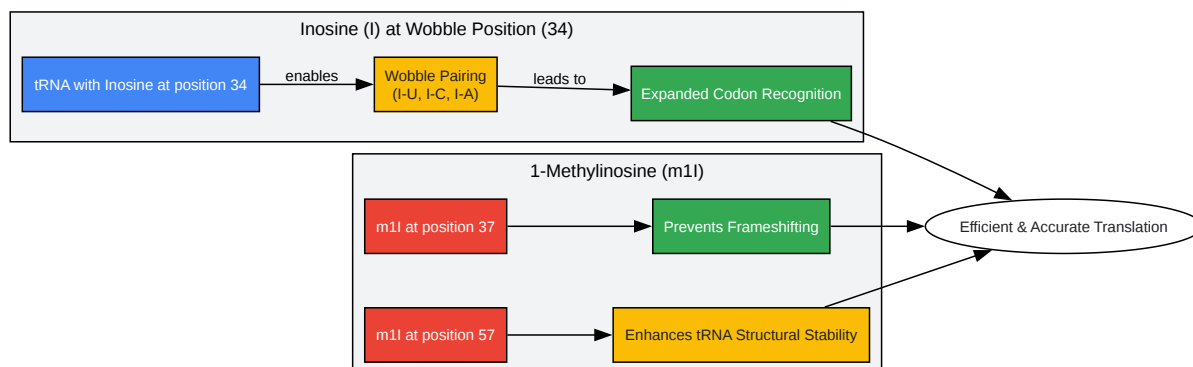 Inosine (I) at Wobble Position (34)
tRNA with Inosine at position 34
enables
Wobble Pairing
(I-U, I-C, I-A)
leads to
Expanded Codon Recognition
1-Methylinosine (m1I)
m1I at position 37
Prevents Frameshifting
Efficient & Accurate Translation
m1I at position 57
Enhances tRNA Structural Stability